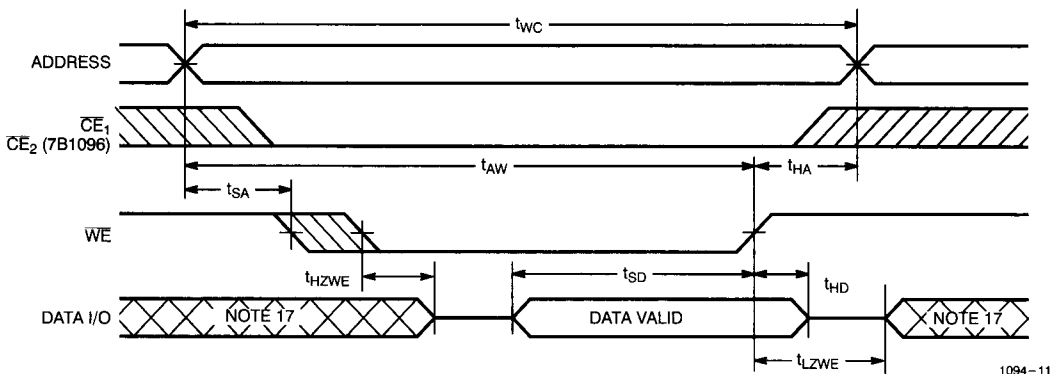 tWC
ADDRESS
CE1
CE2 (7B1096)
tAW
tHA
tSA
WE
tHZWE
tSD
tHD
DATA I/O
NOTE 17
DATA VALID
NOTE 17
tLZWE
1094–11